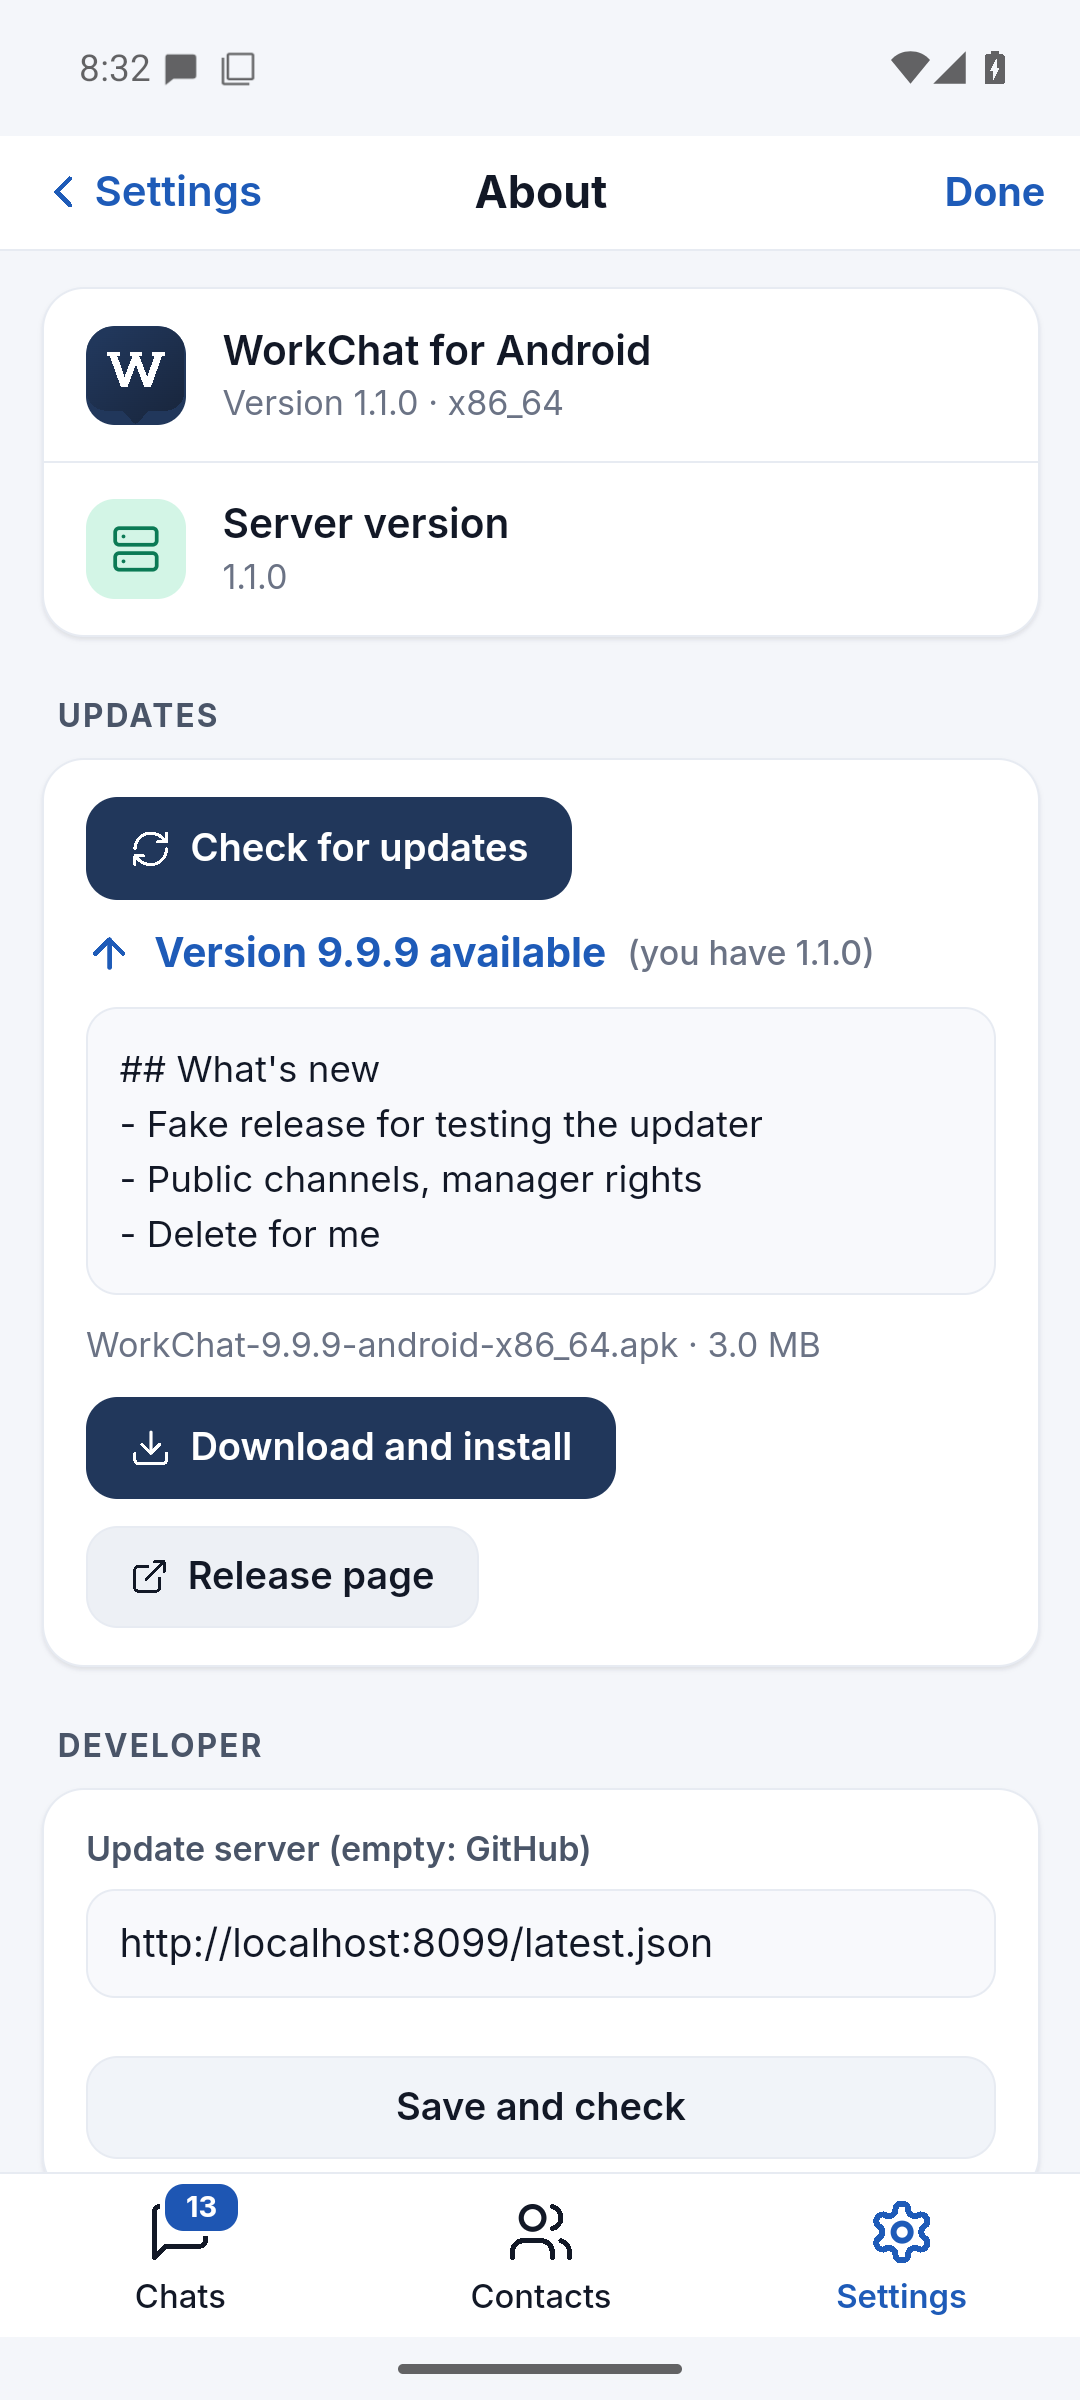 8:32
Settings
About
Done
W
WorkChat for Android
Version 1.1.0 · x86_64
Server version
1.1.0
UPDATES
Check for updates
Version 9.9.9 available (you have 1.1.0)
## What's new
- Fake release for testing the updater
- Public channels, manager rights
- Delete for me
WorkChat-9.9.9-android-x86_64.apk · 3.0 MB
Download and install
Release page
DEVELOPER
Update server (empty: GitHub)
http://localhost:8099/latest.json
Save and check
13
Chats
Contacts
Settings